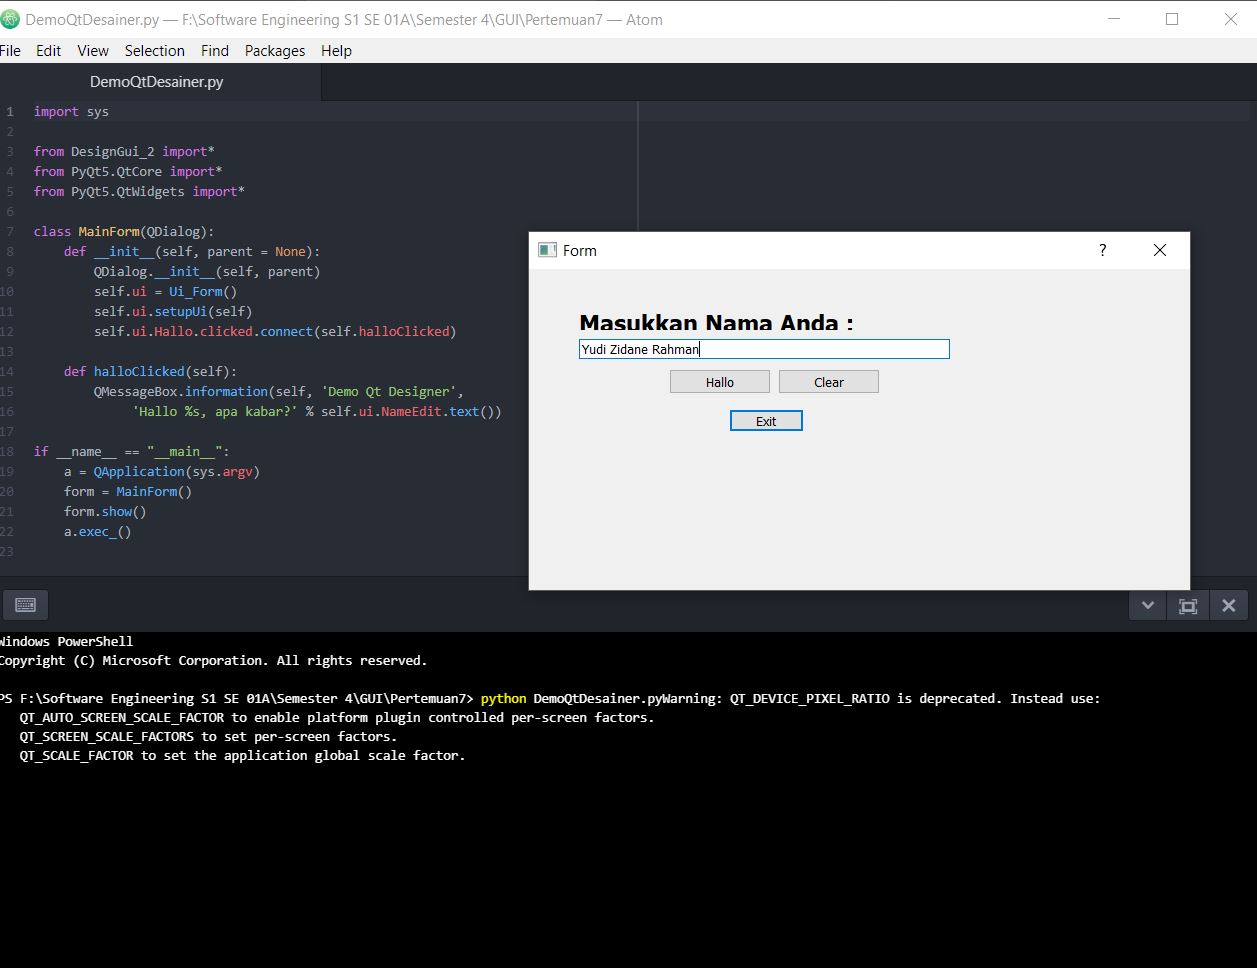 DemoQtDesainer.py — F:\Software Engineering S1 SE 01A\Semester 4\GUI\Pertemuan7 — Atom
File Edit View Selection Find Packages Help
DemoQtDesainer.py
1 import sys
2
3 from DesignGui_2 import*
4 from PyQt5.QtCore import*
5 from PyQt5.QtWidgets import*
6
7 class MainForm(QDialog):
8 def __init__(self, parent = None):
9 QDialog.__init__(self, parent)
10 self.ui = Ui_Form()
11 self.ui.setupUi(self)
12 self.ui.Hallo.clicked.connect(self.halloClicked)
13
14 def halloClicked(self):
15 QMessageBox.information(self, 'Demo Qt Designer',
16 'Hallo %s, apa kabar?' % self.ui.NameEdit.text())
17
18 if __name__ == "__main__":
19 a = QApplication(sys.argv)
20 form = MainForm()
21 form.show()
22 a.exec_()
23
Form
?
Masukkan Nama Anda :
Yudi Zidane Rahman
Hallo Clear
Exit
Windows PowerShell
Copyright (C) Microsoft Corporation. All rights reserved.
PS F:\Software Engineering S1 SE 01A\Semester 4\GUI\Pertemuan7> python DemoQtDesainer.pyWarning: QT_DEVICE_PIXEL_RATIO is deprecated. Instead use:
QT_AUTO_SCREEN_SCALE_FACTOR to enable platform plugin controlled per-screen factors.
QT_SCREEN_SCALE_FACTORS to set per-screen factors.
QT_SCALE_FACTOR to set the application global scale factor.